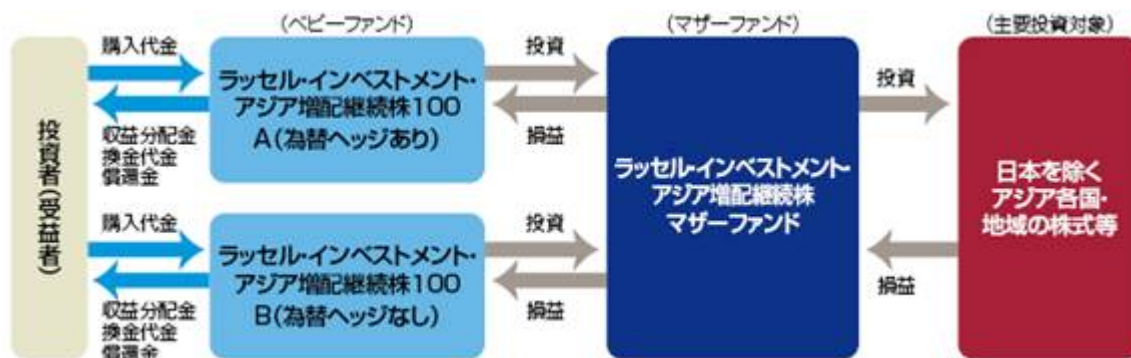 (ベビーファンド)
(マザーファンド)
(主要投資対象)
投資者(受益者)
購入代金
収益分配金
換金代金
償還金
ラッセル・インベストメント・
アジア増配継続株100
A(為替ヘッジあり)
投資
損益
購入代金
収益分配金
換金代金
償還金
ラッセル・インベストメント・
アジア増配継続株100
B(為替ヘッジなし)
投資
損益
ラッセル・インベストメント・
アジア増配継続株
マザーファンド
投資
損益
日本を除く
アジア各国・
地域の株式等